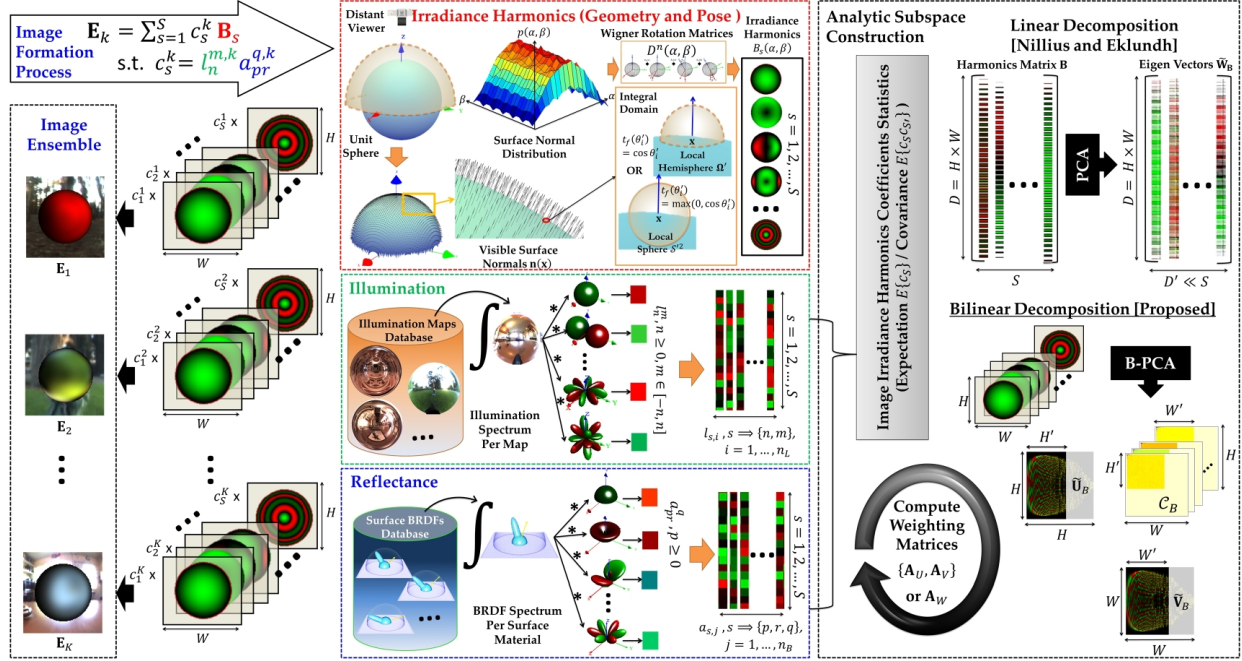 Image
Formation
Process
E_k = ∑_{s=1}^{S} c_s^k B_s
s.t. c_s^k = l_n^{m,k} a_{pr}^{q,k}
Image
Ensemble
E_1
E_2
E_K
c_S^1 x
c_2^1 x
c_1^1 x
H
W
c_S^2 x
c_2^2 x
c_1^2 x
H
W
c_S^K x
c_2^K x
c_1^K x
H
W
Irradiance Harmonics (Geometry and Pose )
Distant
Viewer
z
Unit
Sphere
p(α, β)
β
α
Surface Normal
Distribution
Visible Surface
Normals n(x)
Wigner Rotation Matrices
D^n(α, β)
Integral
Domain
t_f(θ_i′)
= cos θ_i′
x
Local
Hemisphere Ω′
OR
t_f(θ_i′)
= max(0, cos θ_i′)
x
Local
Sphere S′^2
Irradiance
Harmonics
B_s(α, β)
s = 1, 2, … , S
Illumination
Illumination Maps
Database
∫
Illumination
Spectrum
Per Map
*
*
*
*
l_n^m, n ≥ 0, m ∈ [−n, n]
s = 1, 2, … , S
l_{s,i} , s ⟹ {n, m},
i = 1, … , n_L
Reflectance
Surface BRDFs
Database
∫
BRDF Spectrum
Per Surface
Material
*
*
*
*
a_{pr}^q, p ≥ 0
s = 1, 2, … , S
a_{s,j} , s ⟹ {p, r, q},
j = 1, … , n_B
Analytic Subspace
Construction
Image Irradiance Harmonics Coefficients Statistics
(Expectation E{c_S} / Covariance E{c_S c_S′})
Linear Decomposition
[Nillius and Eklundh]
Harmonics Matrix B
D = H × W
S
PCA
Eigen Vectors W̃_B
D = H × W
D′ ≪ S
Bilinear Decomposition [Proposed]
H
W
B-PCA
H′
H
Ũ_B
H
W′
H′
H
C_B
W
W′
W
Ṽ_B
W
Compute
Weighting
Matrices
{A_U, A_V}
or A_W